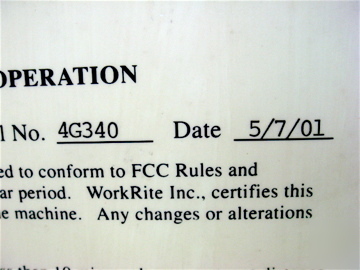 OPERATION
l No. 4G340 Date 5/7/01
ed to conform to FCC Rules and
ar period. WorkRite Inc., certifies this
e machine. Any changes or alterations